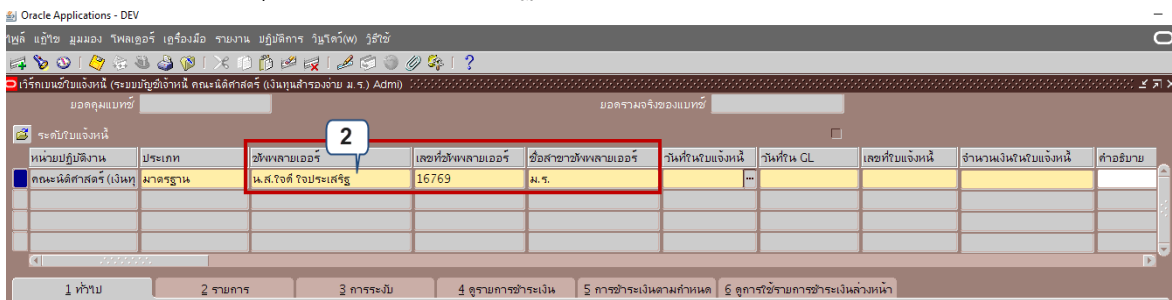 Oracle Applications - DEV
ไฟล์ แก้ไข มุมมอง โฟลเดอร์ เครื่องมือ รายงาน ปฏิบัติการ วินโดว์(w) วิธีใช้
เวิร์กเบนช์ใบแจ้งหนี้ (ระบบบัญชีเจ้าหนี้ คณะนิติศาสตร์ (เงินทุนสำรองจ่าย ม.ร.) Admi)
ยอดคุมแบทช์ ยอดรวมจริงของแบทช์
ระดับใบแจ้งหนี้
2
หน่วยปฏิบัติงาน ประเภท ซัพพลายเออร์ เลขที่ซัพพลายเออร์ ชื่อสาขาซัพพลายเออร์ วันที่ในใบแจ้งหนี้ วันที่ใน GL เลขที่ใบแจ้งหนี้ จำนวนเงินในใบแจ้งหนี้ คำอธิบาย
คณะนิติศาสตร์ (เงินทุ มาตรฐาน น.ส.ใจดี ใจประเสริฐ 16769 ม.ร.
1 ทั่วไป 2 รายการ 3 การระงับ 4 ดูรายการชำระเงิน 5 การชำระเงินตามกำหนด 6 ดูการใช้รายการชำระเงินล่วงหน้า